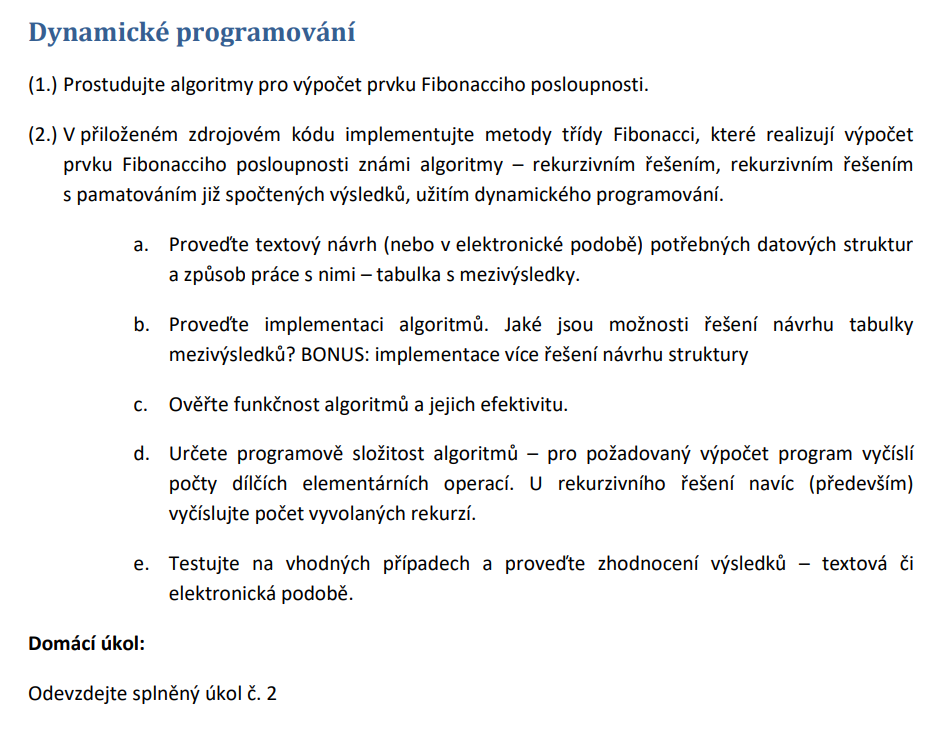 Dynamické programování
(1.) Prostudujte algoritmy pro výpočet prvku Fibonacciho posloupnosti.
(2.) V přiloženém zdrojovém kódu implementujte metody třídy Fibonacci, které realizují výpočet
prvku Fibonacciho posloupnosti známi algoritmy – rekurzivním řešením, rekurzivním řešením
s pamatováním již spočtených výsledků, užitím dynamického programování.
a. Proveďte textový návrh (nebo v elektronické podobě) potřebných datových struktur
a způsob práce s nimi – tabulka s mezivýsledky.
b. Proveďte implementaci algoritmů. Jaké jsou možnosti řešení návrhu tabulky
mezivýsledků? BONUS: implementace více řešení návrhu struktury
c. Ověřte funkčnost algoritmů a jejich efektivitu.
d. Určete programově složitost algoritmů – pro požadovaný výpočet program vyčíslí
počty dílčích elementárních operací. U rekurzivního řešení navíc (především)
vyčíslujte počet vyvolaných rekurzí.
e. Testujte na vhodných případech a proveďte zhodnocení výsledků – textová či
elektronická podobě.
Domácí úkol:
Odevzdejte splněný úkol č. 2